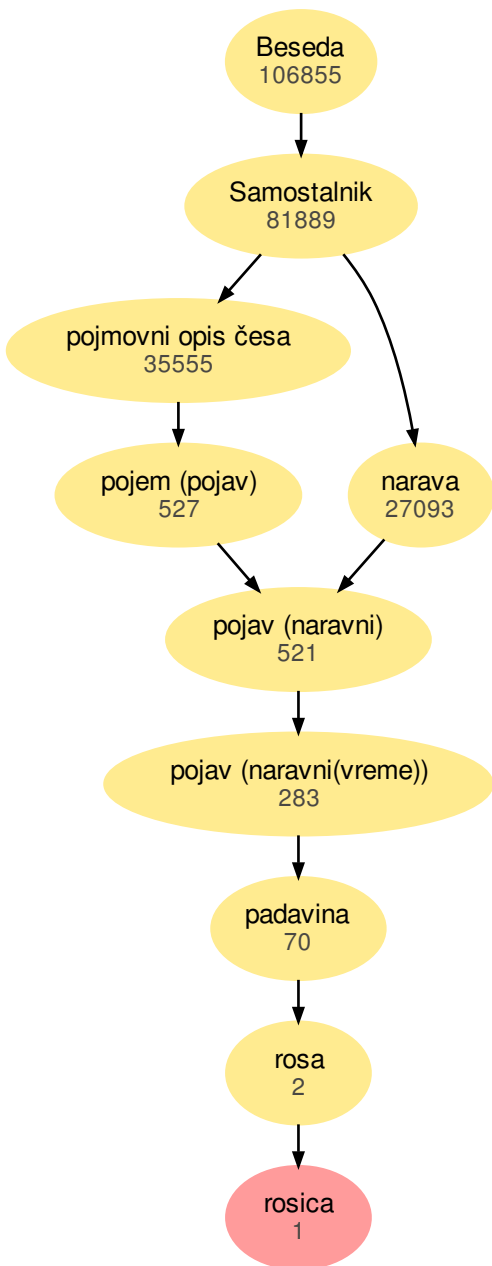 Beseda
106855
Samostalnik
81889
pojmovni opis česa
35555
pojem (pojav)
527
narava
27093
pojav (naravni)
521
pojav (naravni(vreme))
283
padavina
70
rosa
2
rosica
1